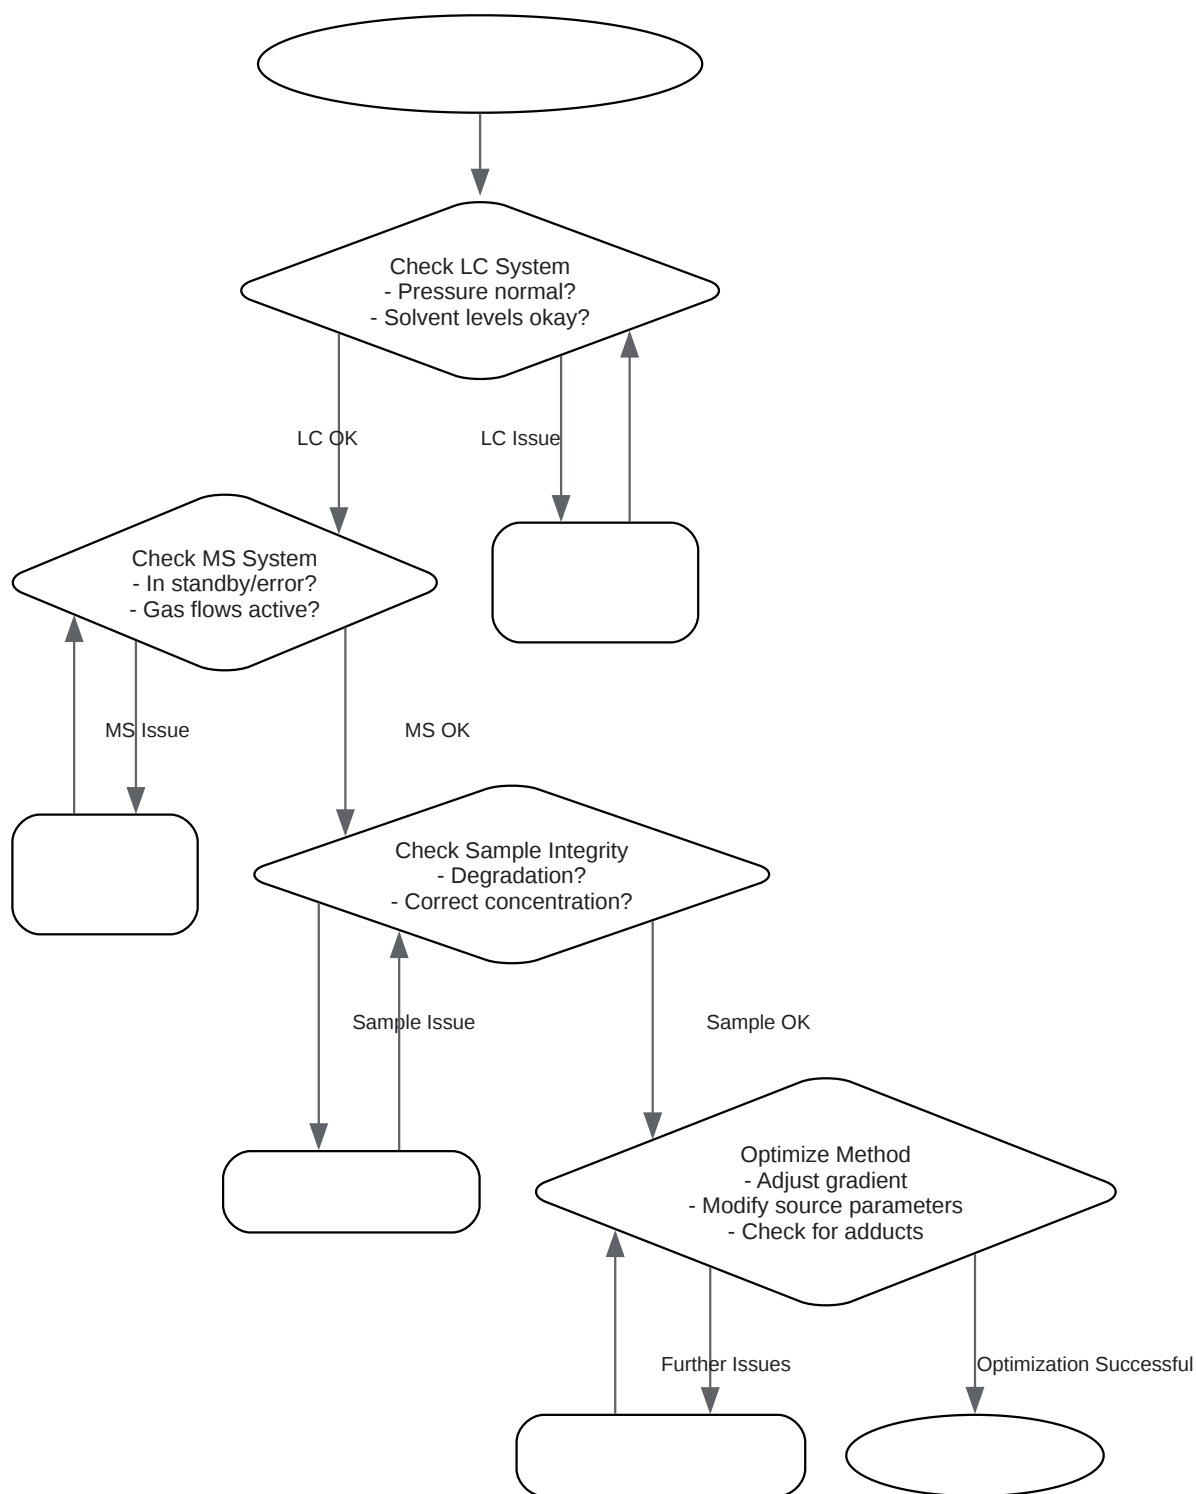 Check LC System
- Pressure normal?
- Solvent levels okay?
LC OK
LC Issue
Check MS System
- In standby/error?
- Gas flows active?
MS Issue
MS OK
Check Sample Integrity
- Degradation?
- Correct concentration?
Sample Issue
Sample OK
Optimize Method
- Adjust gradient
- Modify source parameters
- Check for adducts
Further Issues
Optimization Successful